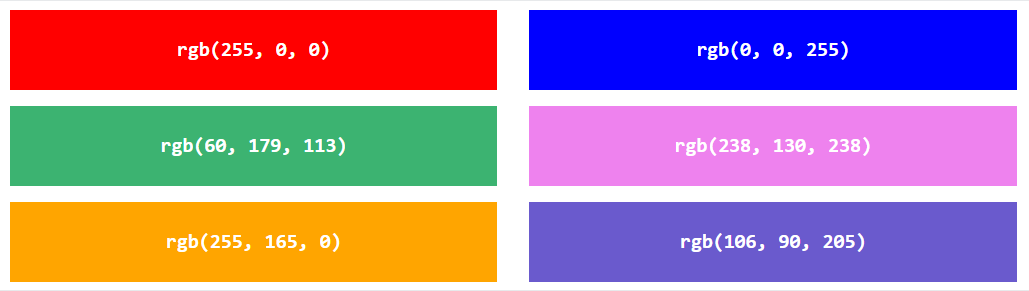 rgb(255, 0, 0)
rgb(0, 0, 255)
rgb(60, 179, 113)
rgb(238, 130, 238)
rgb(255, 165, 0)
rgb(106, 90, 205)